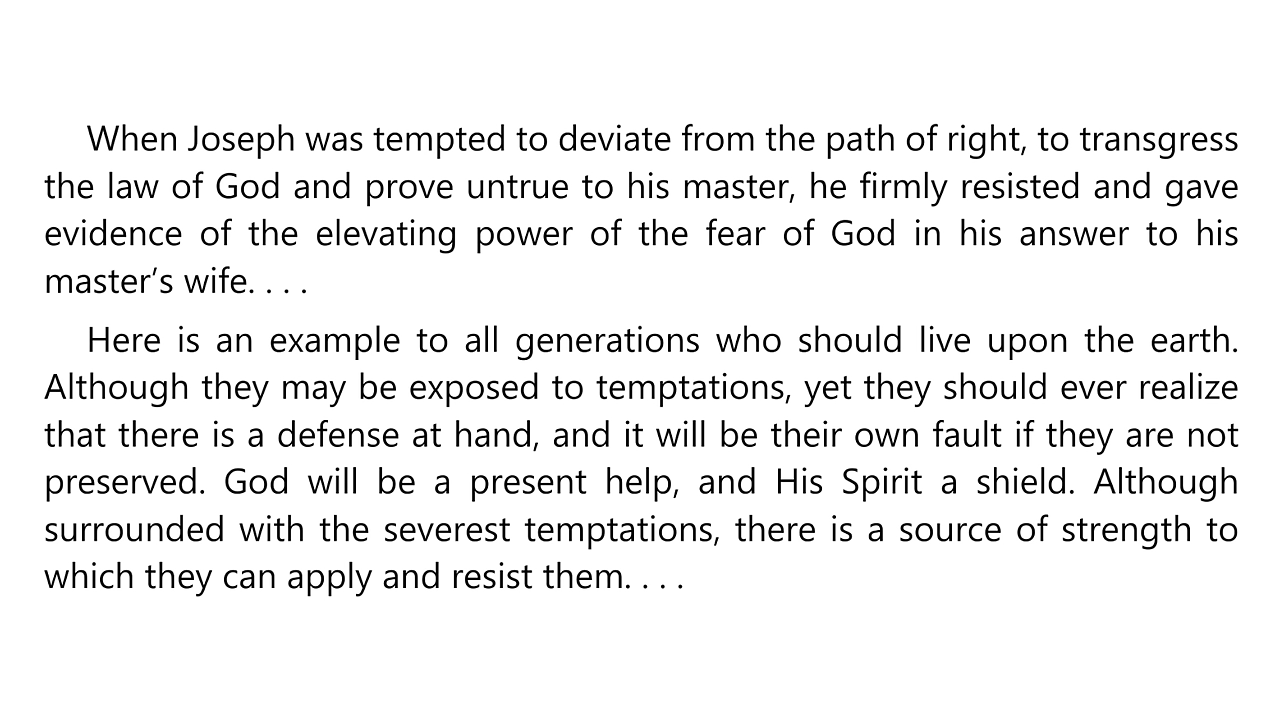 When Joseph was tempted to deviate from the path of right, to transgress
the law of God and prove untrue to his master, he firmly resisted and gave
evidence of the elevating power of the fear of God in his answer to his
master’s wife. . . .
Here is an example to all generations who should live upon the earth.
Although they may be exposed to temptations, yet they should ever realize
that there is a defense at hand, and it will be their own fault if they are not
preserved. God will be a present help, and His Spirit a shield. Although
surrounded with the severest temptations, there is a source of strength to
which they can apply and resist them. . . .